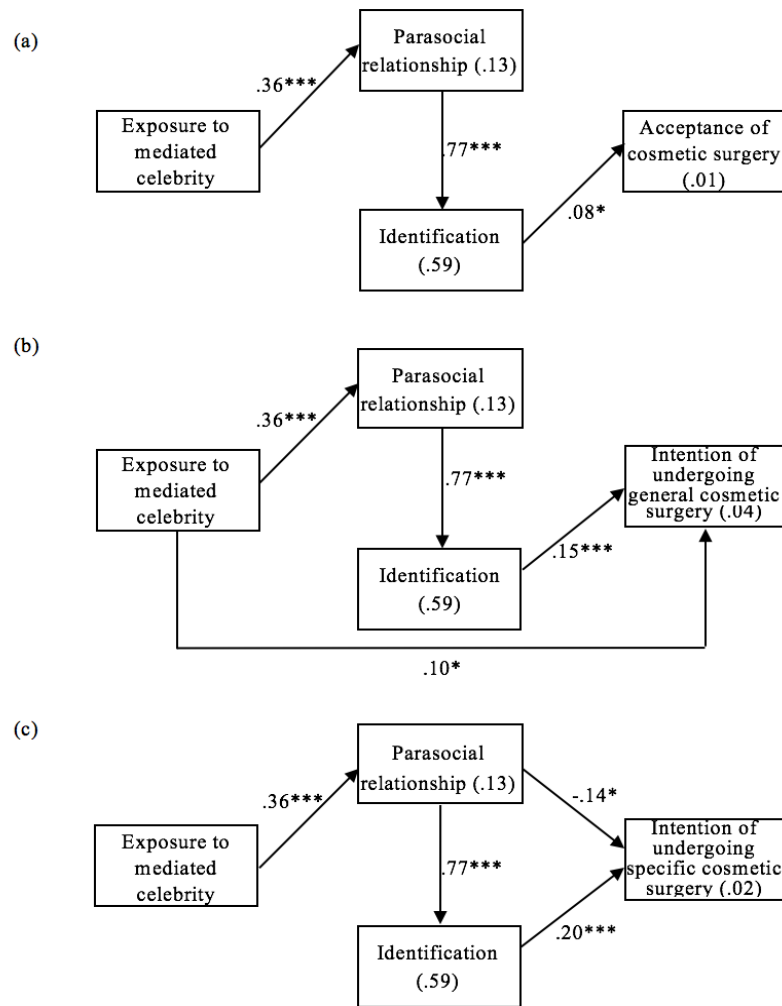 (a)
Parasocial
relationship (.13)
.36***
Exposure to
mediated
celebrity
.77***
Acceptance of
cosmetic surgery
(.01)
.08*
Identification
(.59)
(b)
Parasocial
relationship (.13)
.36***
Exposure to
mediated
celebrity
.77***
Intention of
undergoing
general cosmetic
surgery (.04)
.15***
Identification
(.59)
.10*
(c)
Parasocial
relationship (.13)
.36***
-.14*
Exposure to
mediated
celebrity
.77***
Intention of
undergoing
specific cosmetic
surgery (.02)
.20***
Identification
(.59)